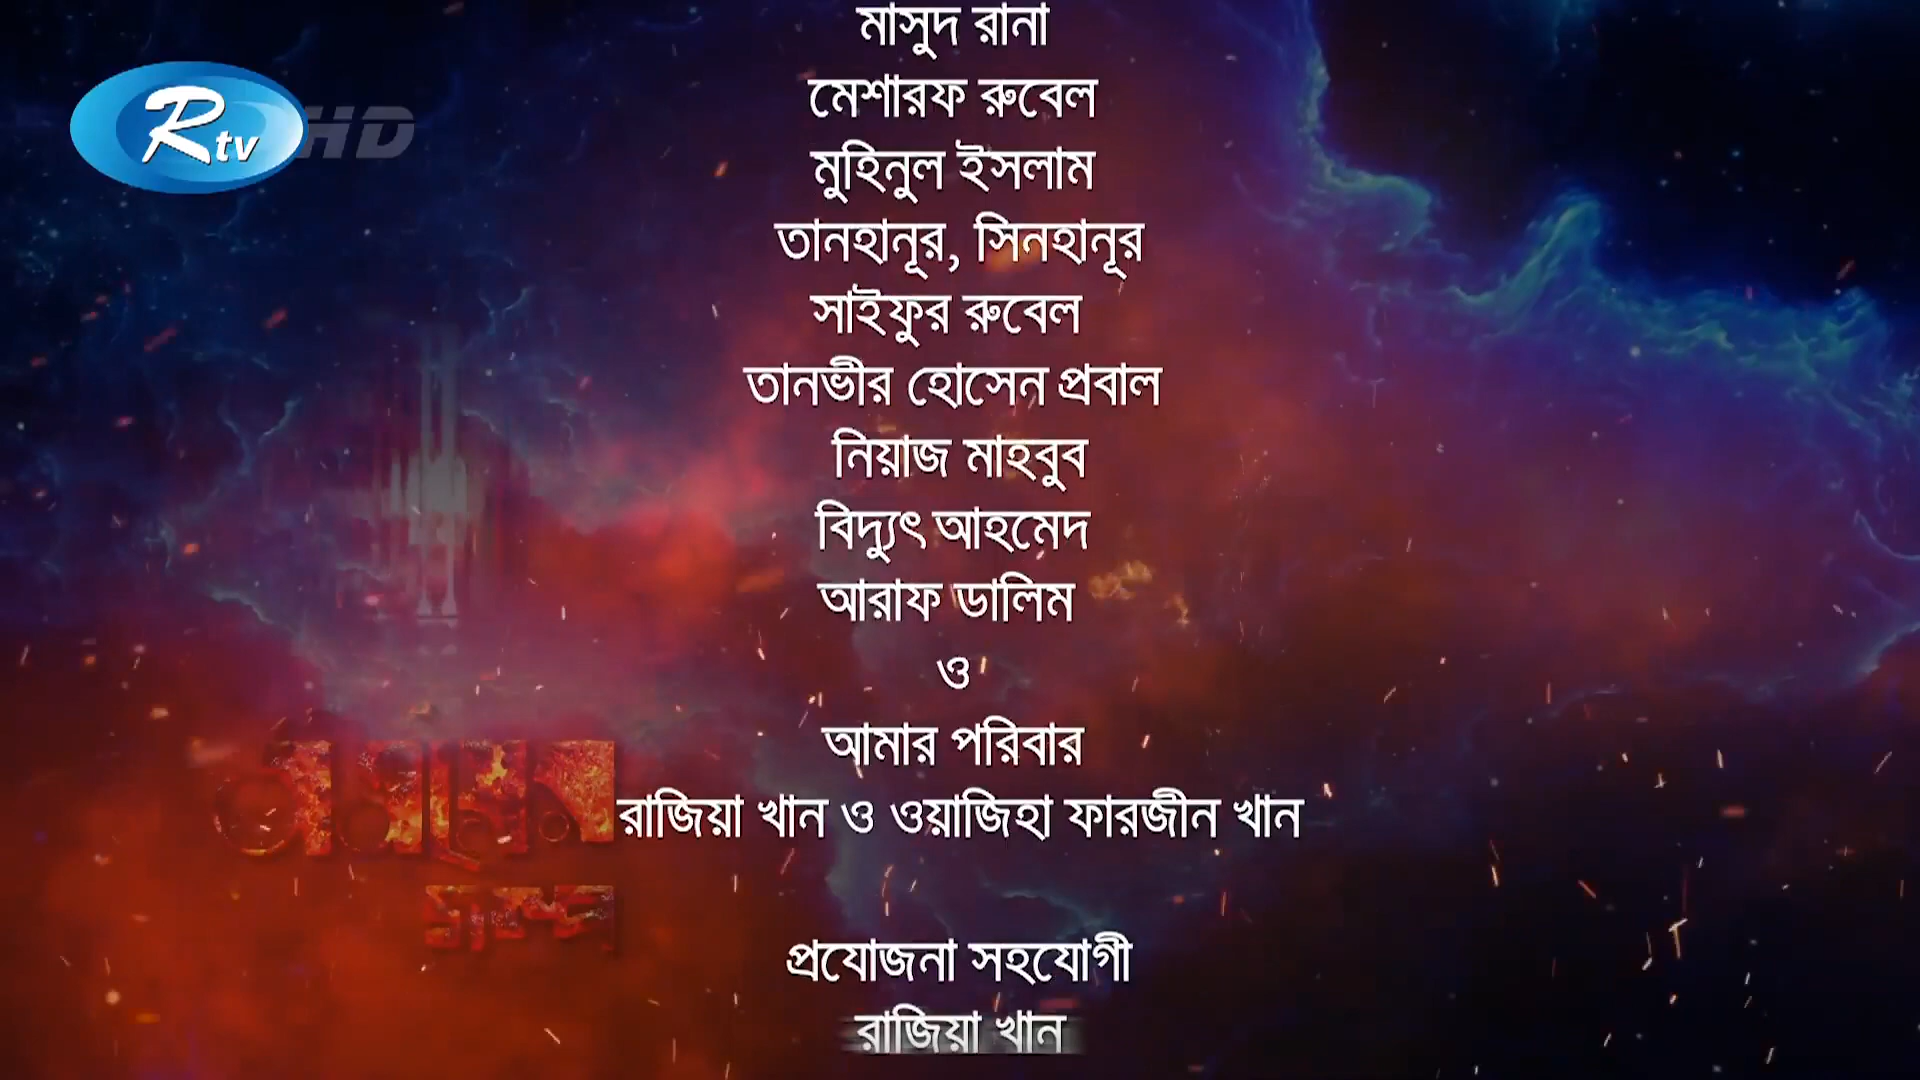 মাসুদ রানা
Rtv HD
মেশারফ রুবেল
মুহিনুল ইসলাম
তানহানূর, সিনহানূর
সাইফুর রুবেল
তানভীর হোসেন প্রবাল
নিয়াজ মাহবুব
বিদ্যুৎ আহমেদ
আরাফ ডালিম
ও
আমার পরিবার
রাজিয়া খান ও ওয়াজিহা ফারজীন খান
প্রযোজনা সহযোগী
রাজিয়া খান